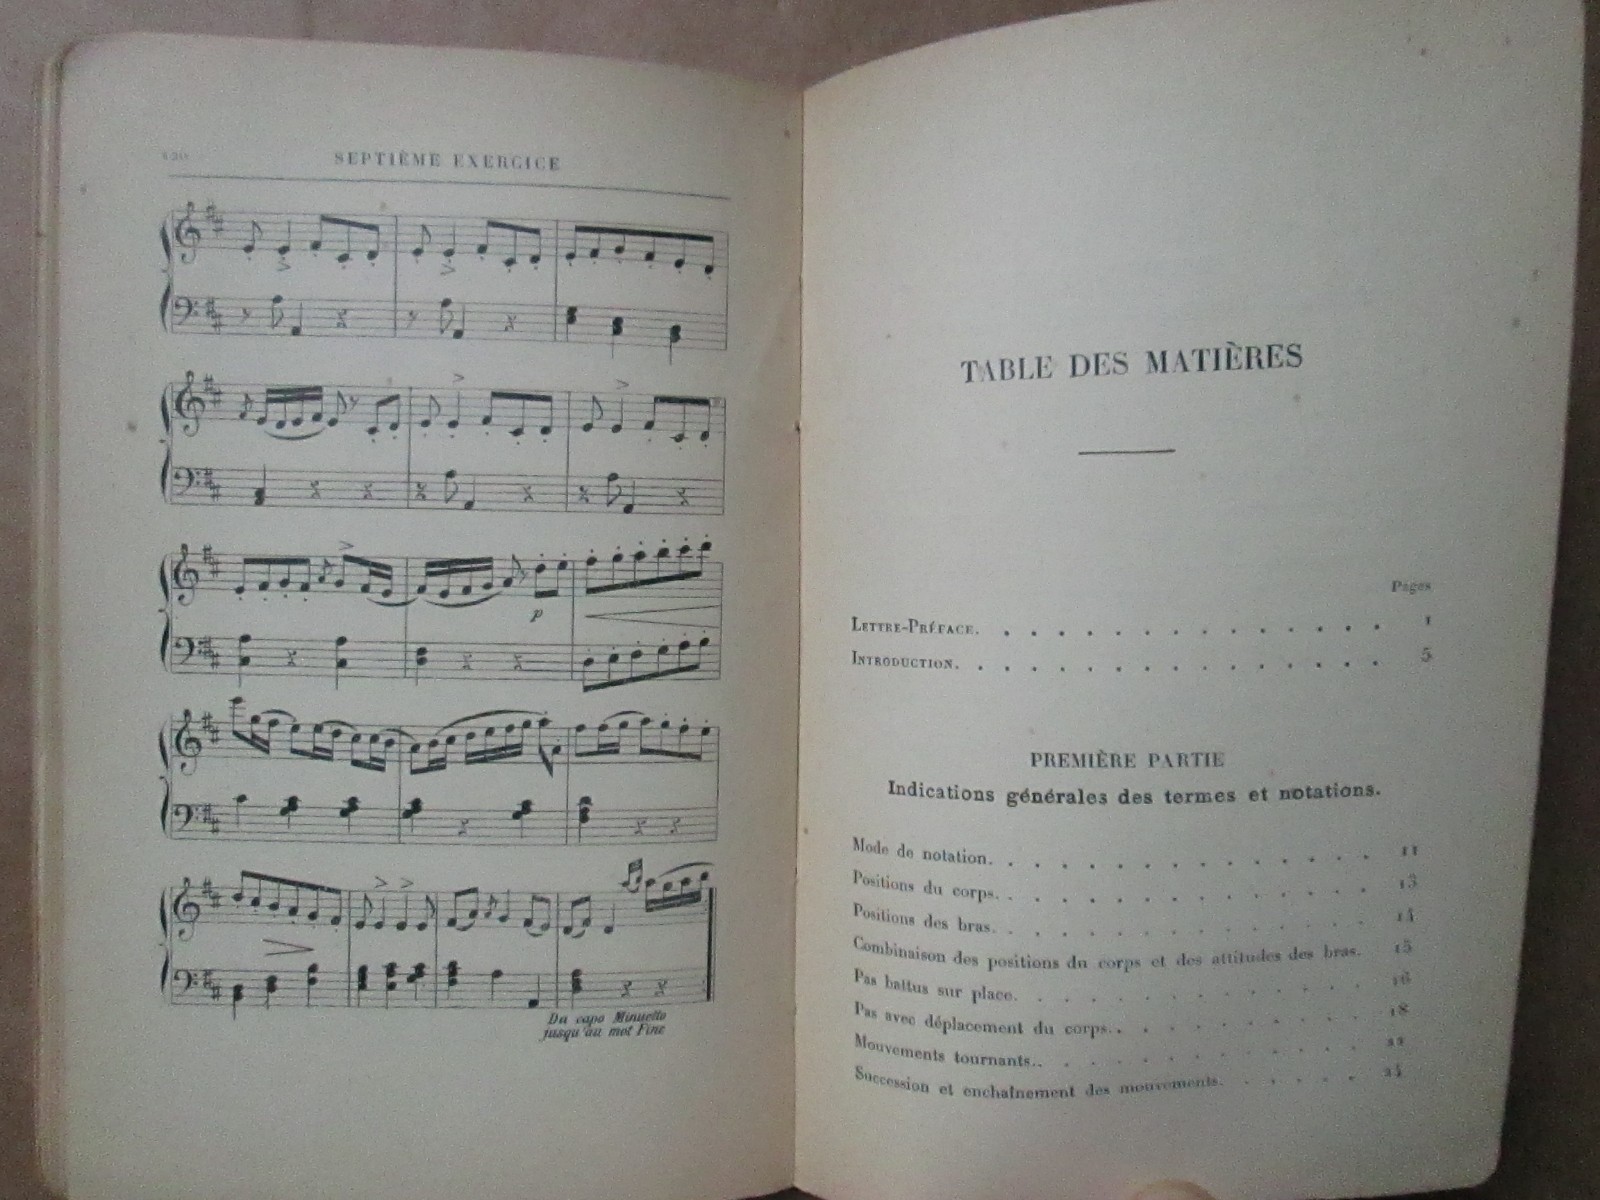 SEPTIÈME EXERCICE
p
Da capo Minuetto
jusqu'au mot Fine
TABLE DES MATIÈRES
Pages
LETTRE-PRÉFACE. . . . . . . . . . . . . . . . 1
INTRODUCTION. . . . . . . . . . . . . . . . . 5
PREMIÈRE PARTIE
Indications générales des termes et notations.
Mode de notation. . . . . . . . . . . . . . . 11
Positions du corps. . . . . . . . . . . . . . . 13
Positions des bras. . . . . . . . . . . . . . . 14
Combinaison des positions du corps et des attitudes des bras. 15
Pas battus sur place. . . . . . . . . . . . . . 16
Pas avec déplacement du corps. . . . . . . . . . . 18
Mouvements tournants. . . . . . . . . . . . . . 22
Succession et enchaînement des mouvements. . . . . . 24